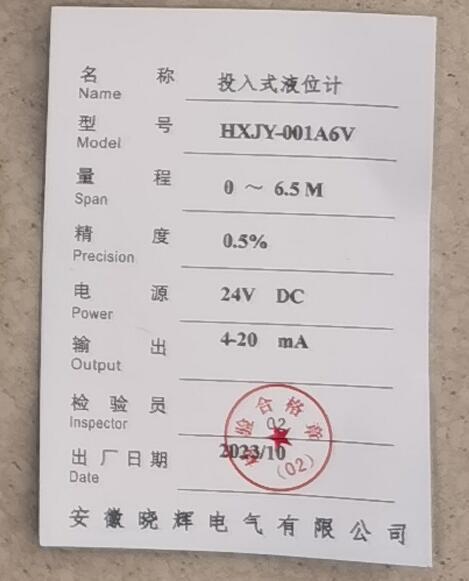 名 称 投入式液位计
Name
型 号 HXJY-001A6V
Model
量 程 0 ～ 6.5 M
Span
精 度 0.5%
Precision
电 源 24V DC
Power
输 出 4-20 mA
Output
检 验 员 02
Inspector
检验合格章
(02)
出 厂 日 期 2023/10
Date
安徽晓辉电气有限公司